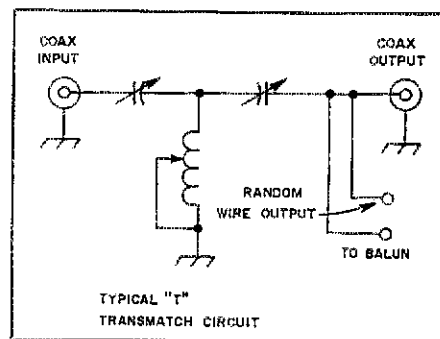 COAX
INPUT
COAX
OUTPUT
RANDOM
WIRE OUTPUT
TO BALUN
TYPICAL "T"
TRANSMATCH CIRCUIT